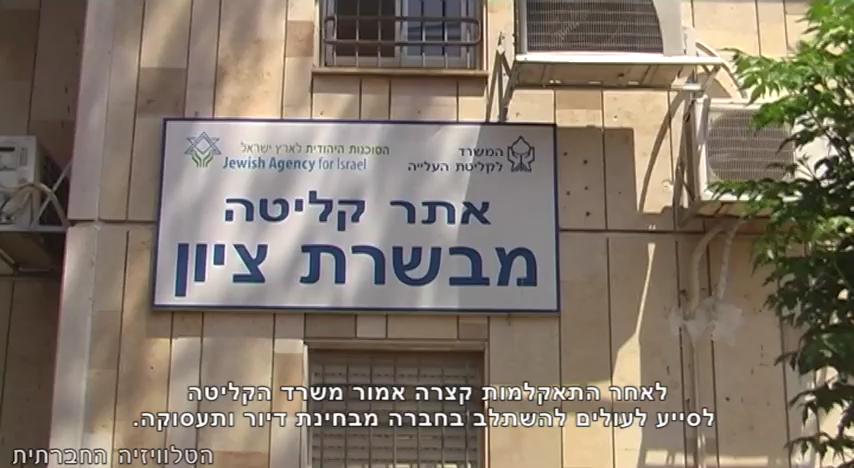 המשרד
לקליטת העלייה
הסוכנות היהודית לארץ ישראל
Jewish Agency for Israel
אתר קליטה
מבשרת ציון
לאחר התאקלמות קצרה אמור משרד הקליטה
לסייע לעולים להשתלב בחברה מבחינת דיור ותעסוקה.
הטלוויזיה החברתית